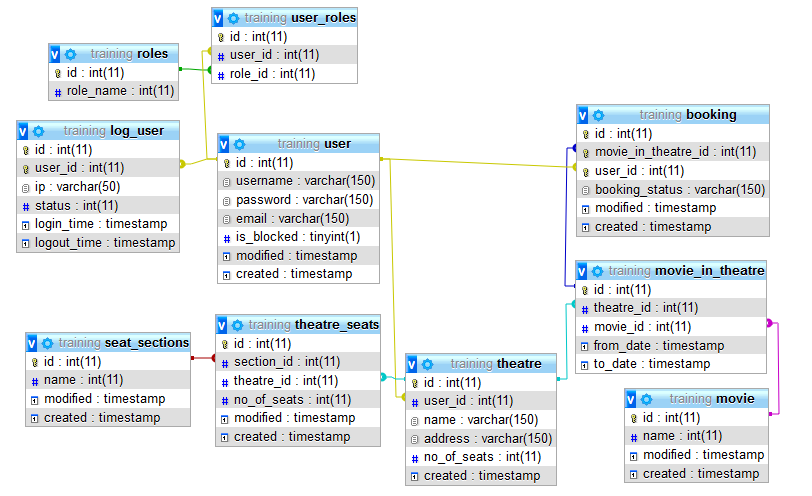 training user_roles
id : int(11)
user_id : int(11)
role_id : int(11)
training roles
id : int(11)
role_name : int(11)
training log_user
id : int(11)
user_id : int(11)
ip : varchar(50)
status : int(11)
login_time : timestamp
logout_time : timestamp
training user
id : int(11)
username : varchar(150)
password : varchar(150)
email : varchar(150)
is_blocked : tinyint(1)
modified : timestamp
created : timestamp
training booking
id : int(11)
movie_in_theatre_id : int(11)
user_id : int(11)
booking_status : varchar(150)
modified : timestamp
created : timestamp
training movie_in_theatre
id : int(11)
theatre_id : int(11)
movie_id : int(11)
from_date : timestamp
to_date : timestamp
training seat_sections
id : int(11)
name : int(11)
modified : timestamp
created : timestamp
training theatre_seats
id : int(11)
section_id : int(11)
theatre_id : int(11)
no_of_seats : int(11)
modified : timestamp
created : timestamp
training theatre
id : int(11)
user_id : int(11)
name : varchar(150)
address : varchar(150)
no_of_seats : int(11)
created : timestamp
training movie
id : int(11)
name : int(11)
modified : timestamp
created : timestamp